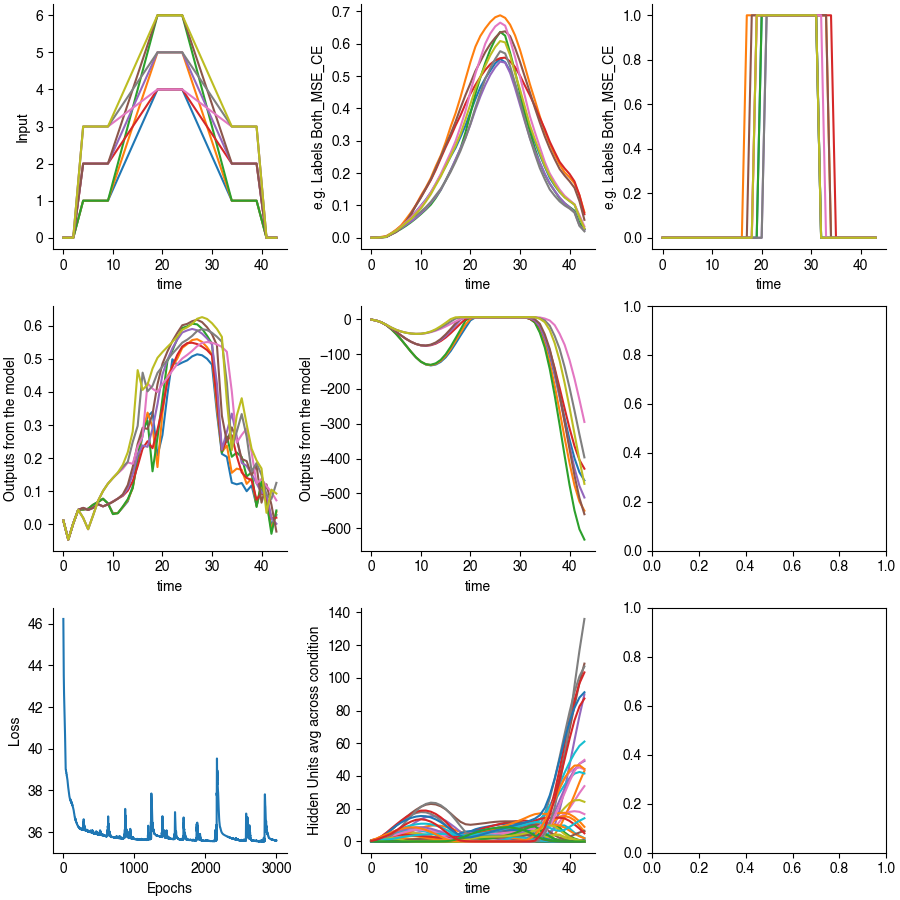 6
5
4
3
2
1
0
Input
0 10 20 30 40
time
0.7
0.6
0.5
0.4
0.3
0.2
0.1
0.0
e.g. Labels Both_MSE_CE
0 10 20 30 40
time
1.0
0.8
0.6
0.4
0.2
0.0
e.g. Labels Both_MSE_CE
0 10 20 30 40
time
0.6
0.5
0.4
0.3
0.2
0.1
0.0
Outputs from the model
0 10 20 30 40
time
0
−100
−200
−300
−400
−500
−600
Outputs from the model
0 10 20 30 40
time
1.0
0.8
0.6
0.4
0.2
0.0
0.0 0.2 0.4 0.6 0.8 1.0
46
44
42
40
38
36
Loss
0 1000 2000 3000
Epochs
140
120
100
80
60
40
20
0
Hidden Units avg across condition
0 10 20 30 40
time
1.0
0.8
0.6
0.4
0.2
0.0
0.0 0.2 0.4 0.6 0.8 1.0